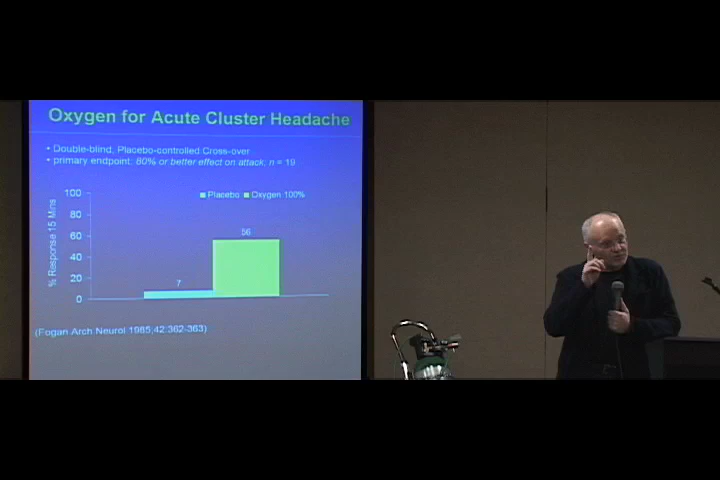 Oxygen for Acute Cluster Headache
• Double-blind, Placebo-controlled Cross-over
• primary endpoint; 80% or better effect on attack; n = 19
% Response 15 Mins
100
80
60
40
20
0
Placebo Oxygen 100%
7
56
(Fogan Arch Neurol 1985;42:362-363)